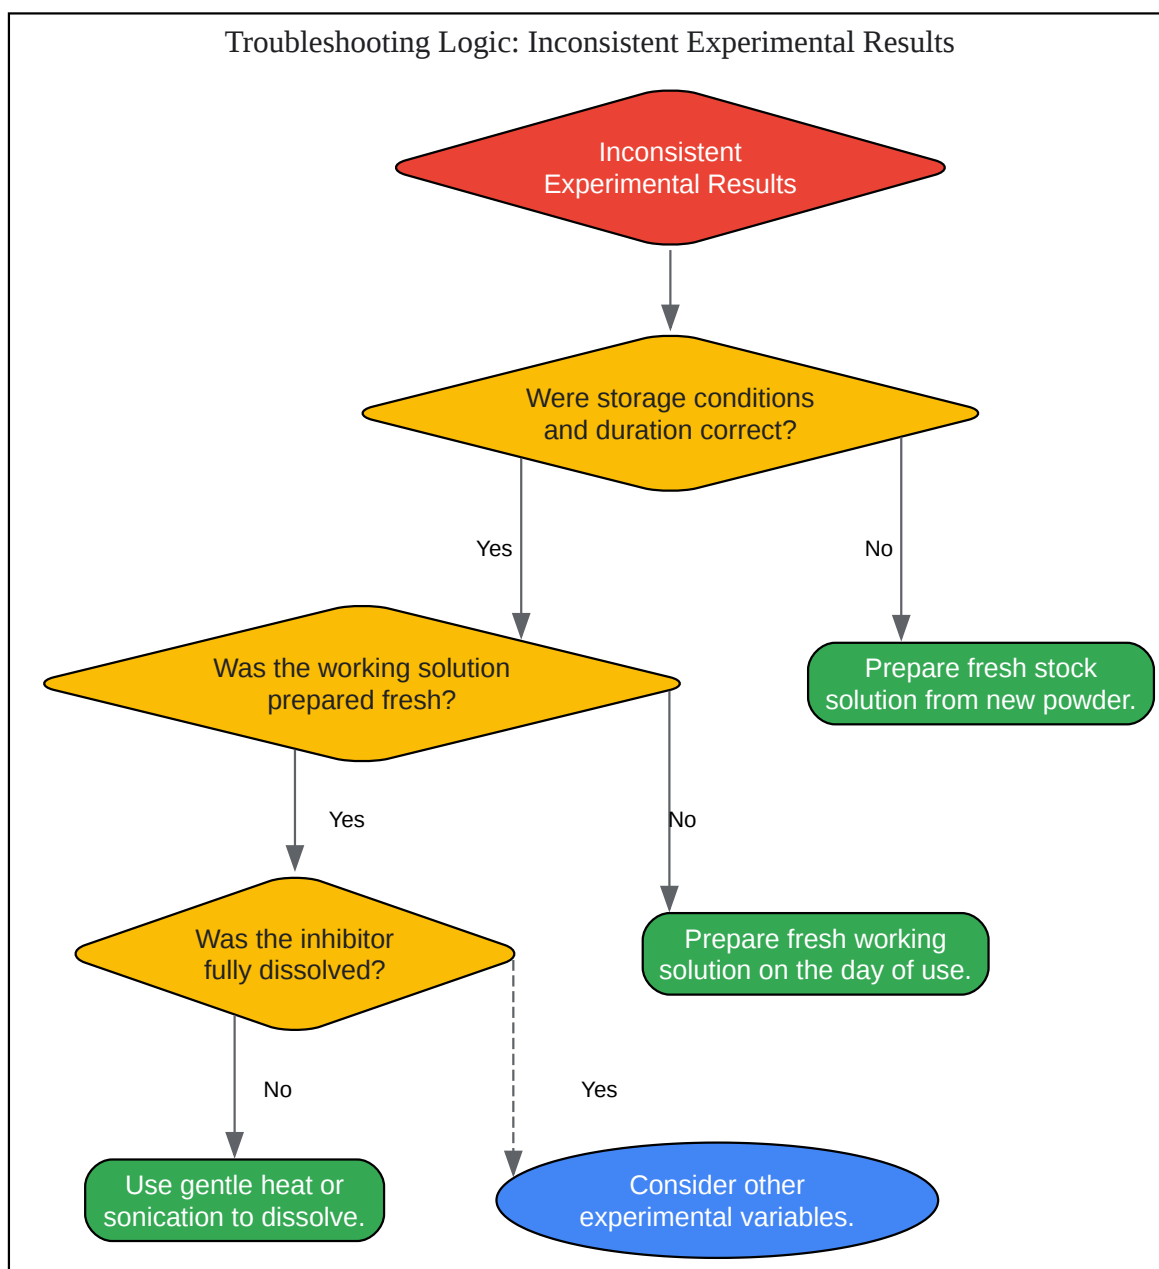 Troubleshooting Logic: Inconsistent Experimental Results
Inconsistent
Experimental Results
Were storage conditions
and duration correct?
Yes
No
Was the working solution
prepared fresh?
Prepare fresh stock
solution from new powder.
Yes
No
Was the inhibitor
fully dissolved?
Prepare fresh working
solution on the day of use.
No
Yes
Use gentle heat or
sonication to dissolve.
Consider other
experimental variables.